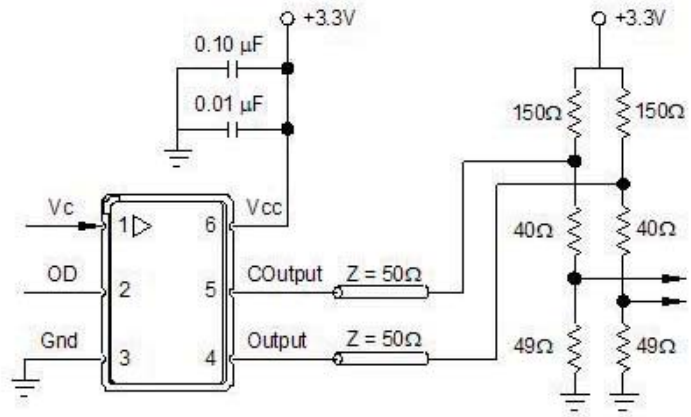 +3.3V
+3.3V
0.10 µF
0.01 µF
150Ω
150Ω
Vc
1
6
Vcc
40Ω
40Ω
OD
2
5
COutput
Z = 50Ω
Gnd
3
4
Output
Z = 50Ω
49Ω
49Ω